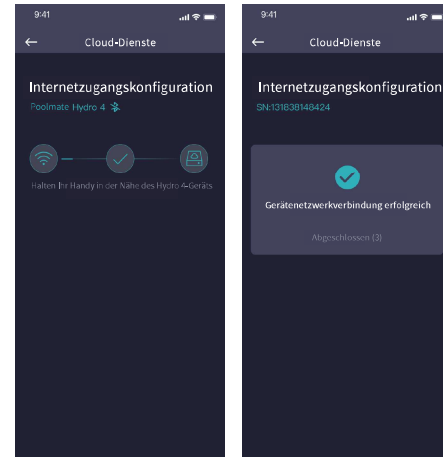 9:41
Cloud-Dienste
Internetzugangskonfiguration
Poolmate Hydro 4
Halten Ihr Handy in der Nähe des Hydro 4-Geräts
9:41
Cloud-Dienste
Internetzugangskonfiguration
SN:131838148424
Gerätenetzwerkverbindung erfolgreich
Abgeschlossen (3)